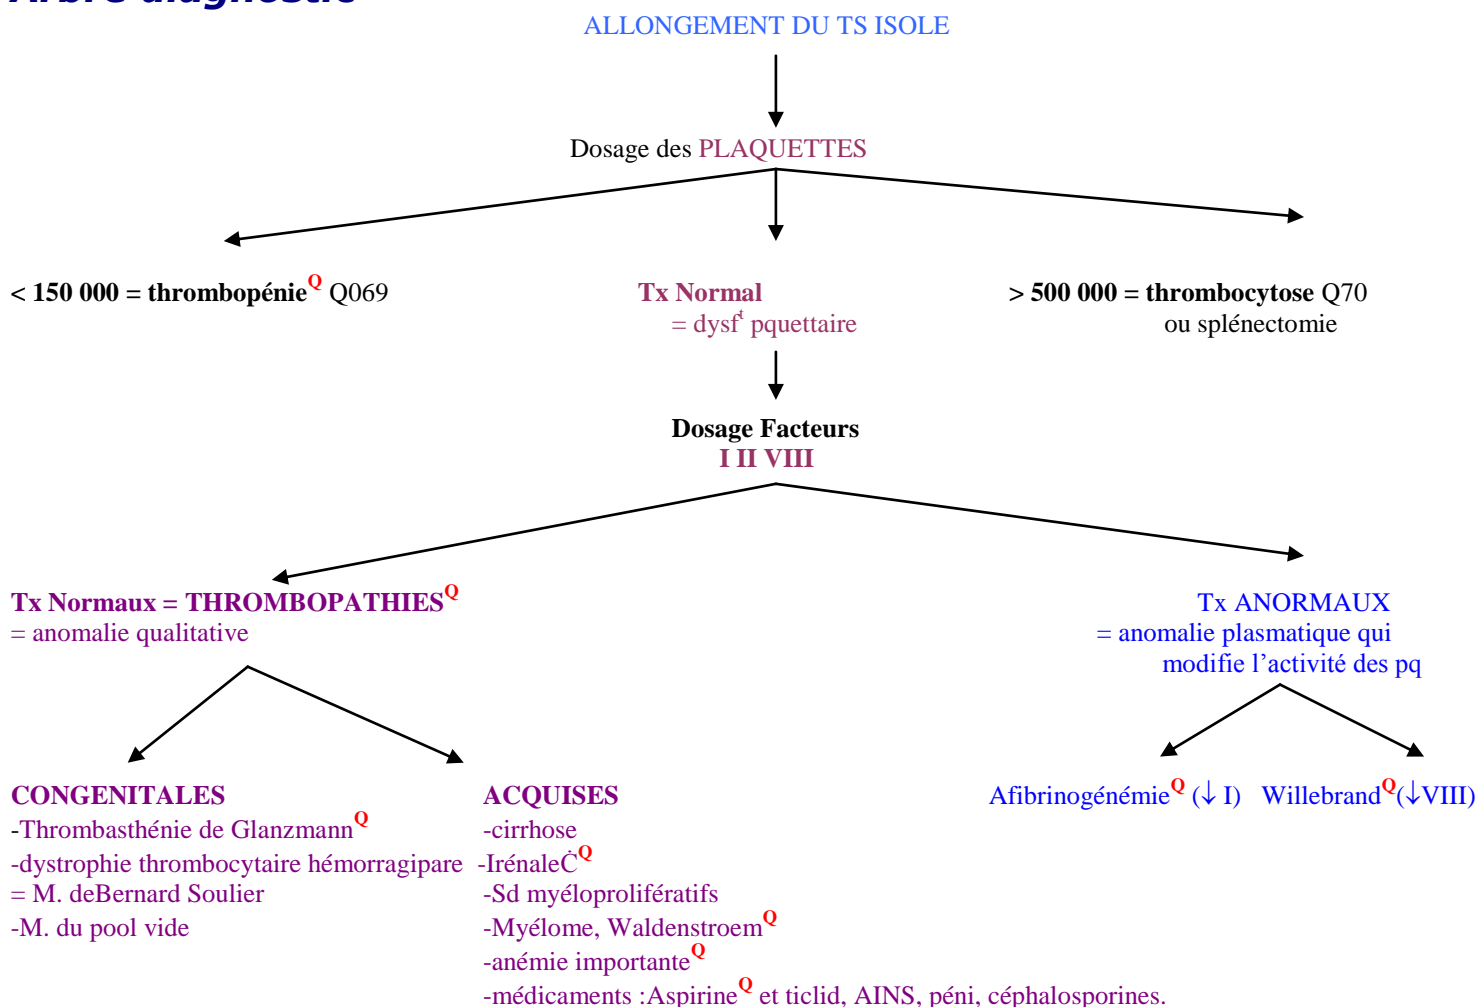 Arbre diagnostic
ALLONGEMENT DU TS ISOLE
Dosage des PLAQUETTES
< 150 000 = thrombopénieQ Q069
Tx Normal
= dysft pquettaire
> 500 000 = thrombocytose Q70
ou splénectomie
Dosage Facteurs
I II VIII
Tx Normaux = THROMBOPATHIESQ
= anomalie qualitative
Tx ANORMAUX
= anomalie plasmatique qui
modifie l’activité des pq
CONGENITALES
-Thrombasthénie de GlanzmannQ
-dystrophie thrombocytaire hémorragipare
= M. deBernard Soulier
-M. du pool vide
ACQUISES
-cirrhose
-IrénaleĊQ
-Sd myéloprolifératifs
-Myélome, WaldenstroemQ
-anémie importanteQ
-médicaments :AspirineQ et ticlid, AINS, péni, céphalosporines.
AfibrinogénémieQ (↓ I) WillebrandQ(↓VIII)